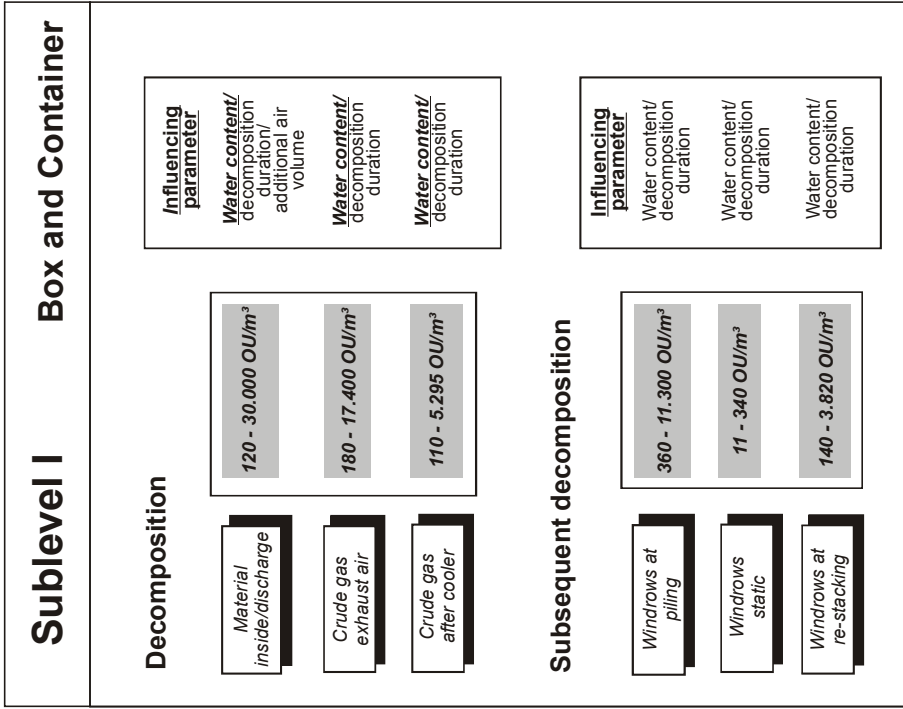 Sublevel I Box and Container
Decomposition
Material
inside/discharge
120 - 30.000 OU/m³
Influencing
parameter
Water content/
decomposition
duration/
additional air
volume
Crude gas
exhaust air
180 - 17.400 OU/m³
Water content/
decomposition
duration
Crude gas
after cooler
110 - 5.295 OU/m³
Water content/
decomposition
duration
Subsequent decomposition
Windrows at
piling
360 - 11.300 OU/m³
Influencing
parameter
Water content/
decomposition
duration
Windrows
static
11 - 340 OU/m³
Water content/
decomposition
duration
Windrows at
re-stacking
140 - 3.820 OU/m³
Water content/
decomposition
duration